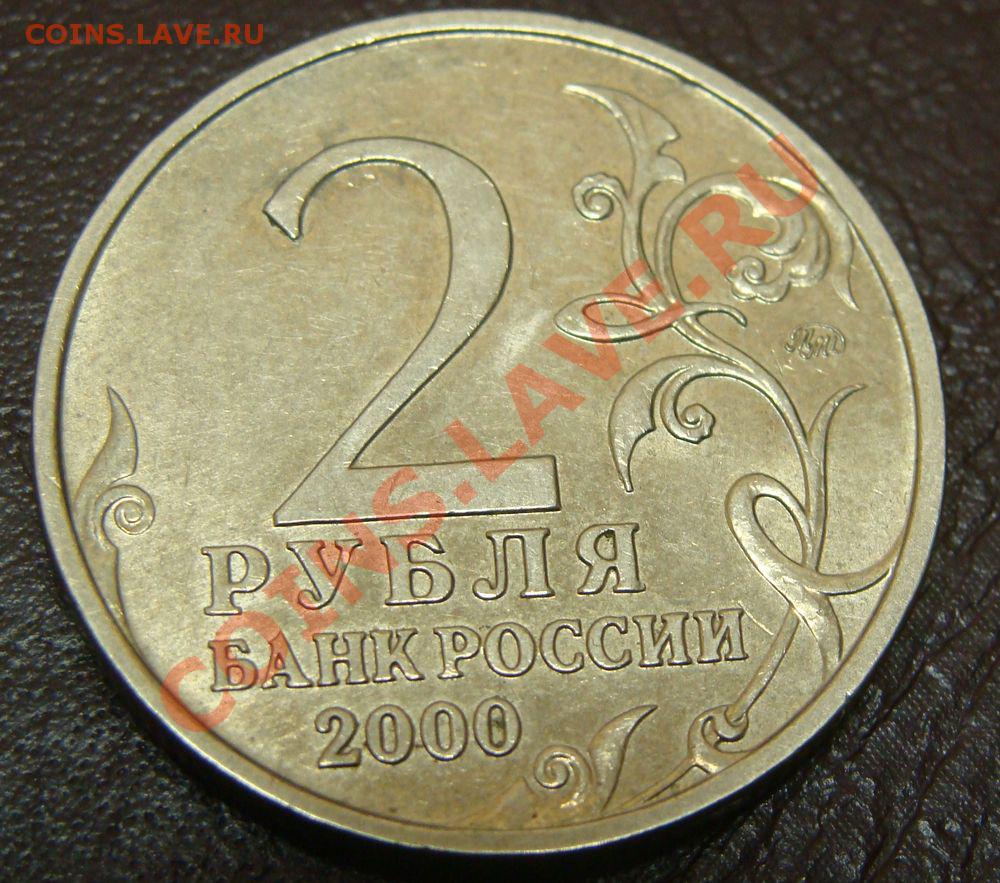 COINS.LAVE.RU
2
РУБЛЯ
БАНК РОССИИ
2000
COINS.LAVE.RU